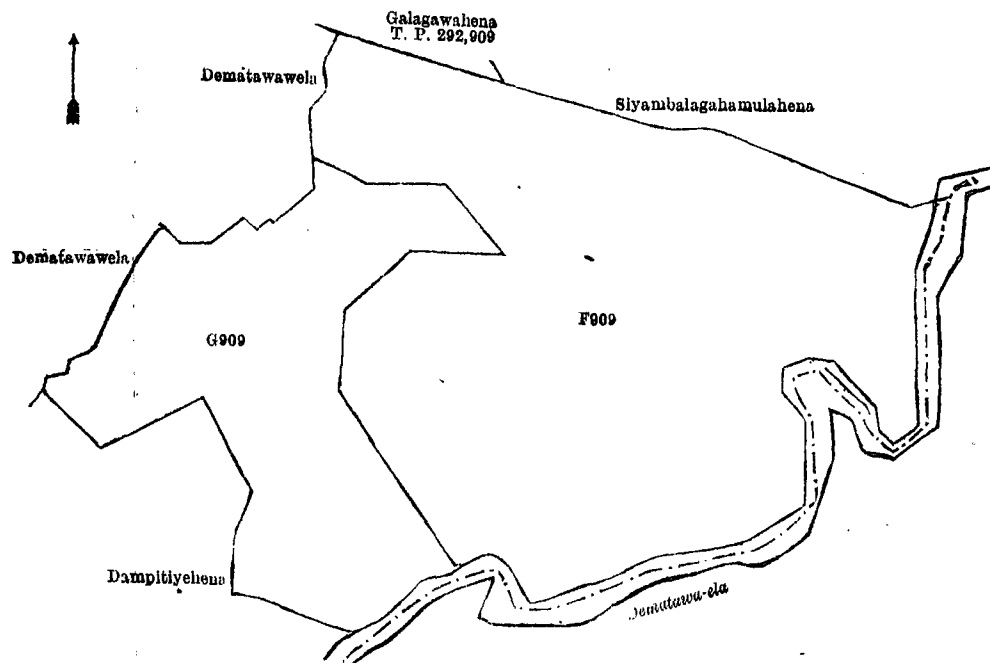 Galagawahena
T. P. 292,909
Dematawawela
Siyambalagahamulahena
Dematawawela
G909
F909
Dampitiyehena
Dematawa-ela